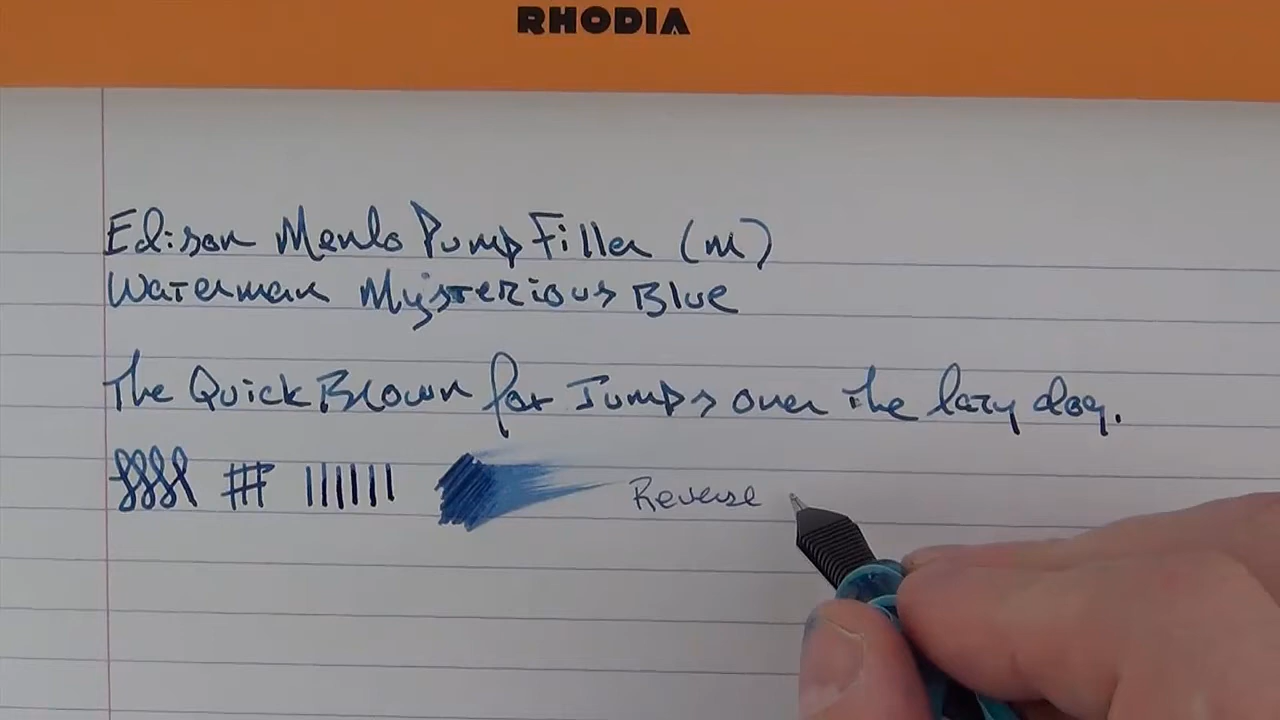 RHODIA
Edison Menlo Pump Filler (M)
Waterman Mysterious Blue
The Quick Brown fox Jumps over the lazy dog.
Reverse